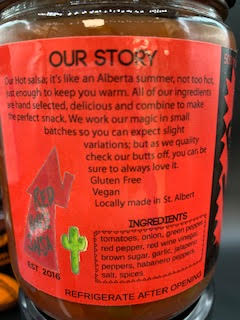 OUR STORY
Our Hot salsa, it's like an Alberta summer, not too hot,
just enough to keep you warm. All of our ingredients
are hand selected, delicious and combine to make
the perfect snack. We work our magic in small
batches so you can expect slight
variations; but as we quality
check our butts off, you can be
sure to always love it.
Gluten Free
Vegan
Locally made in St. Albert
RED
EST 2016
INGREDIENTS
tomatoes, onion, green pepper,
red pepper, red wine vinegar,
brown sugar, garlic, jalapeno
peppers, habanero peppers,
salt, spices
REFRIGERATE AFTER OPENING